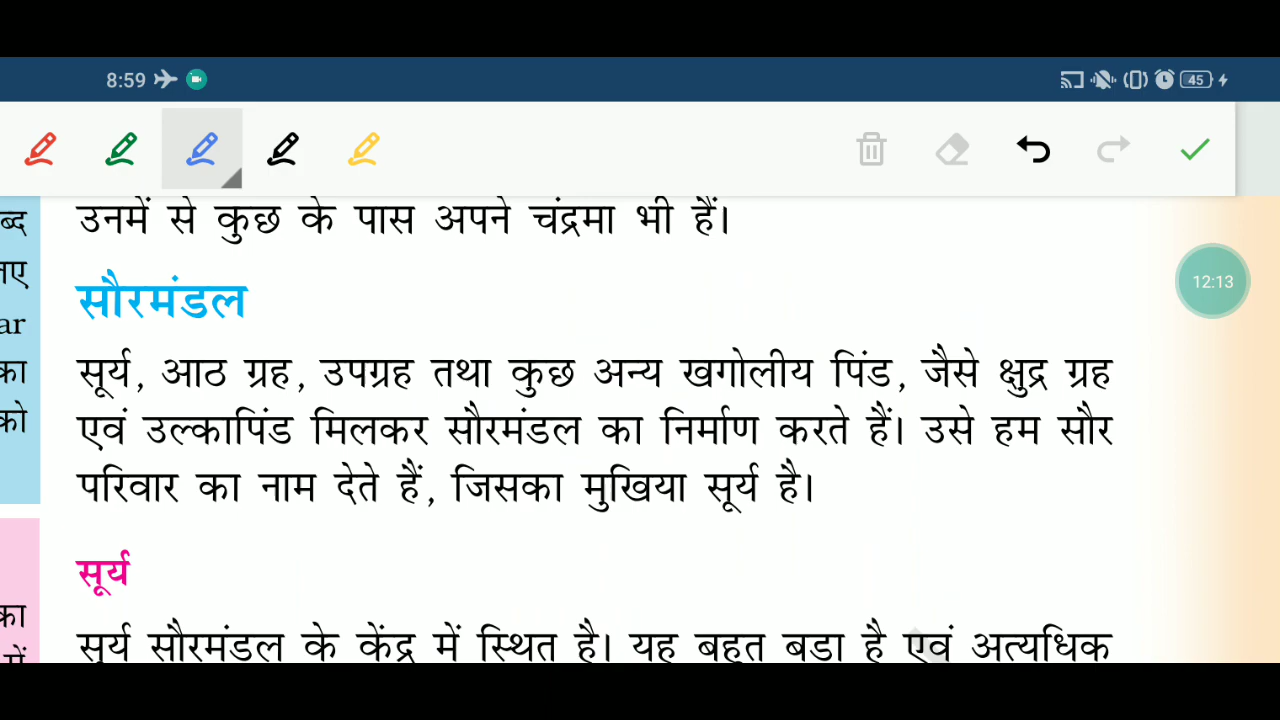 8:59
45
12:13
ब्द
ar
का
को
का
में
उनमें से कुछ के पास अपने चंद्रमा भी हैं।
सौरमंडल
सूर्य, आठ ग्रह, उपग्रह तथा कुछ अन्य खगोलीय पिंड, जैसे क्षुद्र ग्रह
एवं उल्कापिंड मिलकर सौरमंडल का निर्माण करते हैं। उसे हम सौर
परिवार का नाम देते हैं, जिसका मुखिया सूर्य है।
सूर्य
सूर्य सौरमंडल के केंद्र में स्थित है। यह बहुत बडा है एवं अत्यधिक